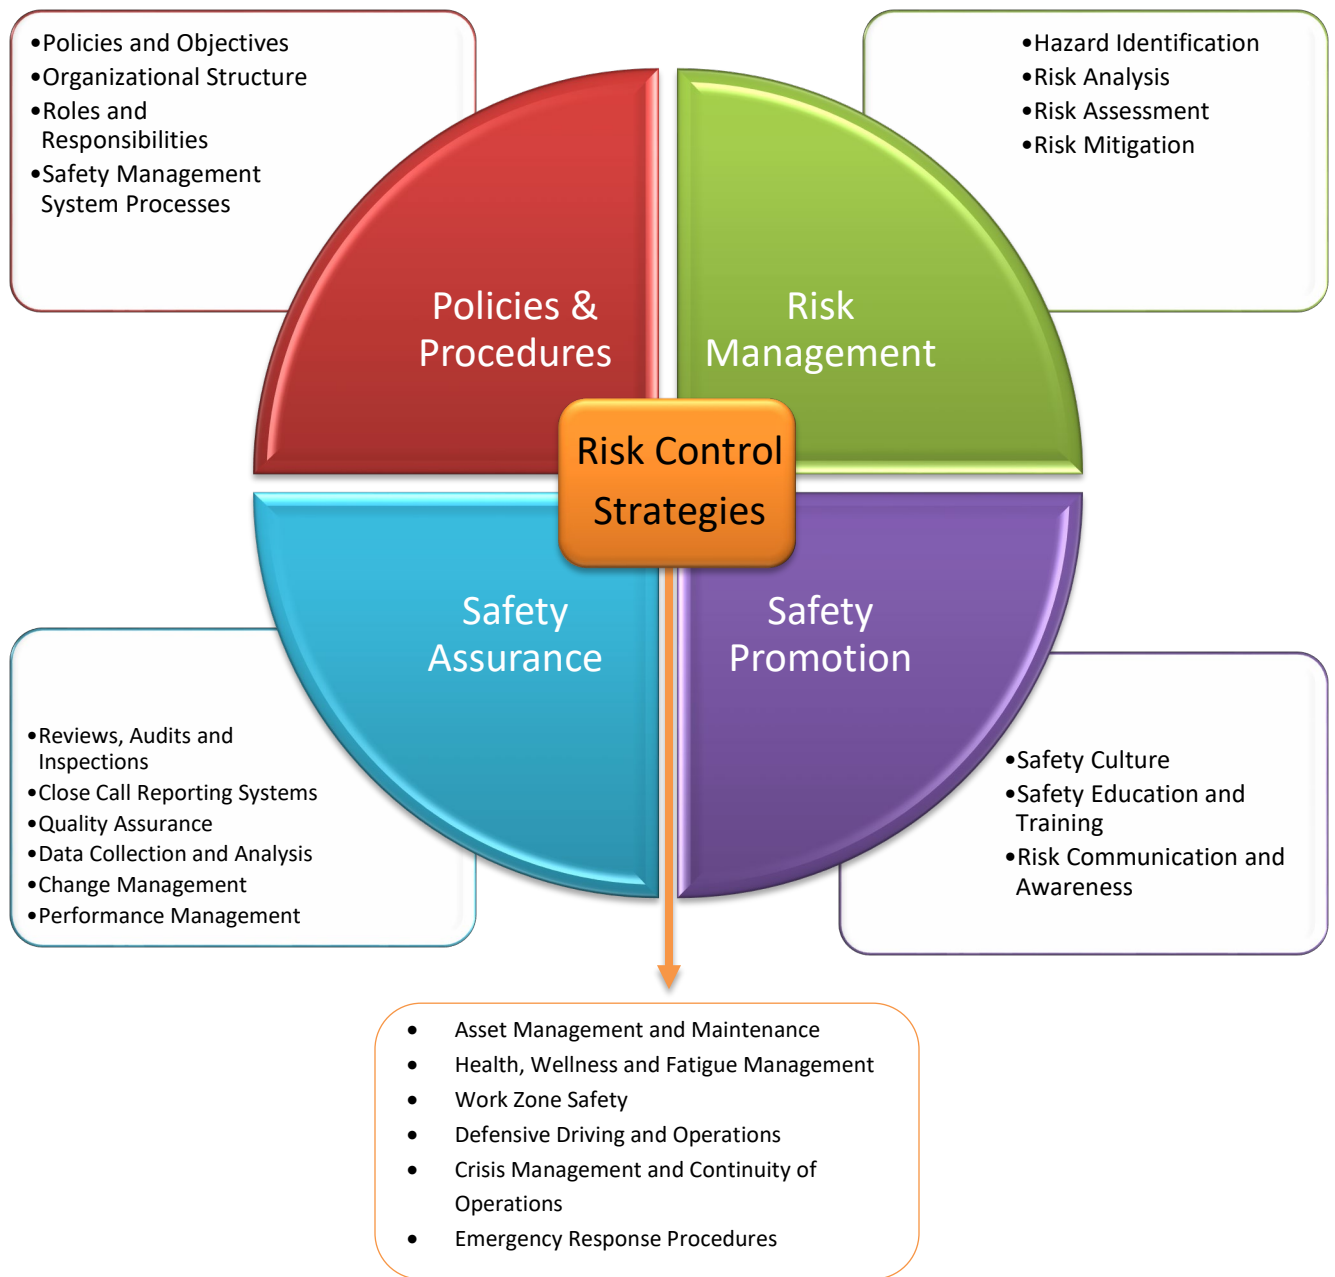 •Policies and Objectives
•Organizational Structure
•Roles and
Responsibilities
•Safety Management
System Processes
•Hazard Identification
•Risk Analysis
•Risk Assessment
•Risk Mitigation
Policies &
Procedures
Risk
Management
Risk Control
Strategies
Safety
Assurance
Safety
Promotion
•Reviews, Audits and
Inspections
•Close Call Reporting Systems
•Quality Assurance
•Data Collection and Analysis
•Change Management
•Performance Management
•Safety Culture
•Safety Education and
Training
•Risk Communication and
Awareness
• Asset Management and Maintenance
• Health, Wellness and Fatigue Management
• Work Zone Safety
• Defensive Driving and Operations
• Crisis Management and Continuity of
Operations
• Emergency Response Procedures